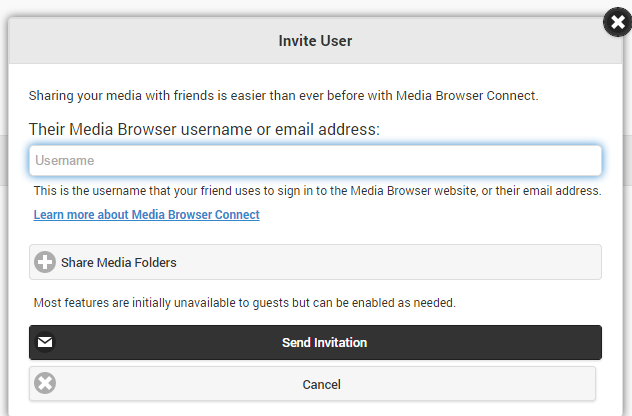 Invite User
Sharing your media with friends is easier than ever before with Media Browser Connect.
Their Media Browser username or email address:
Username
This is the username that your friend uses to sign in to the Media Browser website, or their email address.
Learn more about Media Browser Connect
Share Media Folders
Most features are initially unavailable to guests but can be enabled as needed.
Send Invitation
Cancel